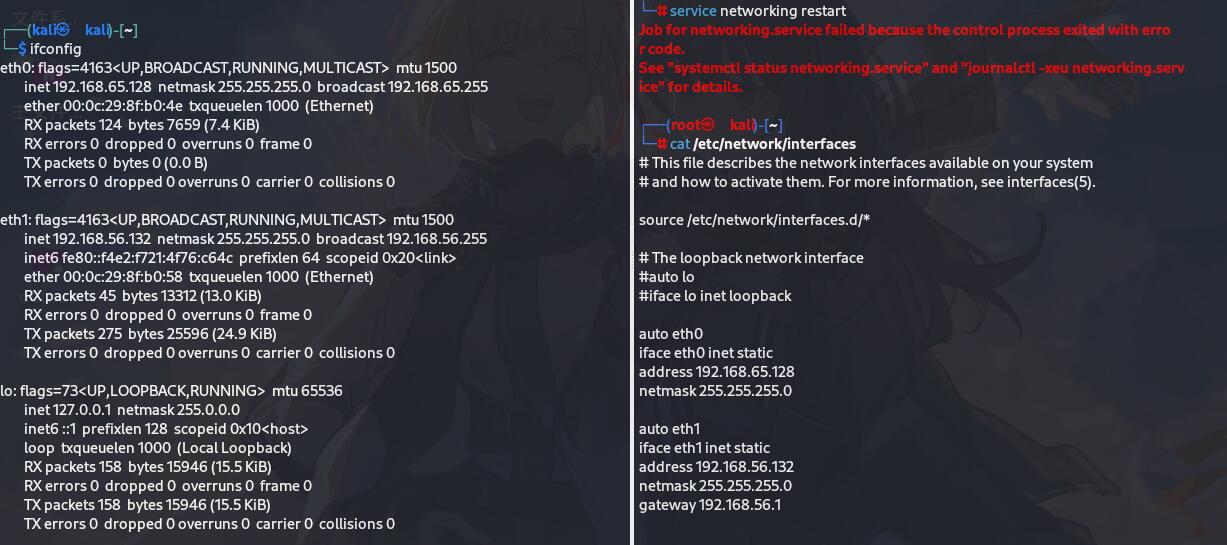 文件系...
┌──(kali㉿ kali)-[~]
└─$ ifconfig
eth0: flags=4163<UP,BROADCAST,RUNNING,MULTICAST> mtu 1500
inet 192.168.65.128 netmask 255.255.255.0 broadcast 192.168.65.255
ether 00:0c:29:8f:b0:4e txqueuelen 1000 (Ethernet)
RX packets 124 bytes 7659 (7.4 KiB)
RX errors 0 dropped 0 overruns 0 frame 0
TX packets 0 bytes 0 (0.0 B)
TX errors 0 dropped 0 overruns 0 carrier 0 collisions 0
eth1: flags=4163<UP,BROADCAST,RUNNING,MULTICAST> mtu 1500
inet 192.168.56.132 netmask 255.255.255.0 broadcast 192.168.56.255
inet6 fe80::f4e2:f721:4f76:c64c prefixlen 64 scopeid 0x20<link>
ether 00:0c:29:8f:b0:58 txqueuelen 1000 (Ethernet)
RX packets 45 bytes 13312 (13.0 KiB)
RX errors 0 dropped 0 overruns 0 frame 0
TX packets 275 bytes 25596 (24.9 KiB)
TX errors 0 dropped 0 overruns 0 carrier 0 collisions 0
lo: flags=73<UP,LOOPBACK,RUNNING> mtu 65536
inet 127.0.0.1 netmask 255.0.0.0
inet6 ::1 prefixlen 128 scopeid 0x10<host>
loop txqueuelen 1000 (Local Loopback)
RX packets 158 bytes 15946 (15.5 KiB)
RX errors 0 dropped 0 overruns 0 frame 0
TX packets 158 bytes 15946 (15.5 KiB)
TX errors 0 dropped 0 overruns 0 carrier 0 collisions 0
└─# service networking restart
Job for networking.service failed because the control process exited with erro
r code.
See "systemctl status networking.service" and "journalctl -xeu networking.serv
ice" for details.
┌──(root㉿ kali)-[~]
└─# cat /etc/network/interfaces
# This file describes the network interfaces available on your system
# and how to activate them. For more information, see interfaces(5).
source /etc/network/interfaces.d/*
# The loopback network interface
#auto lo
#iface lo inet loopback
auto eth0
iface eth0 inet static
address 192.168.65.128
netmask 255.255.255.0
auto eth1
iface eth1 inet static
address 192.168.56.132
netmask 255.255.255.0
gateway 192.168.56.1